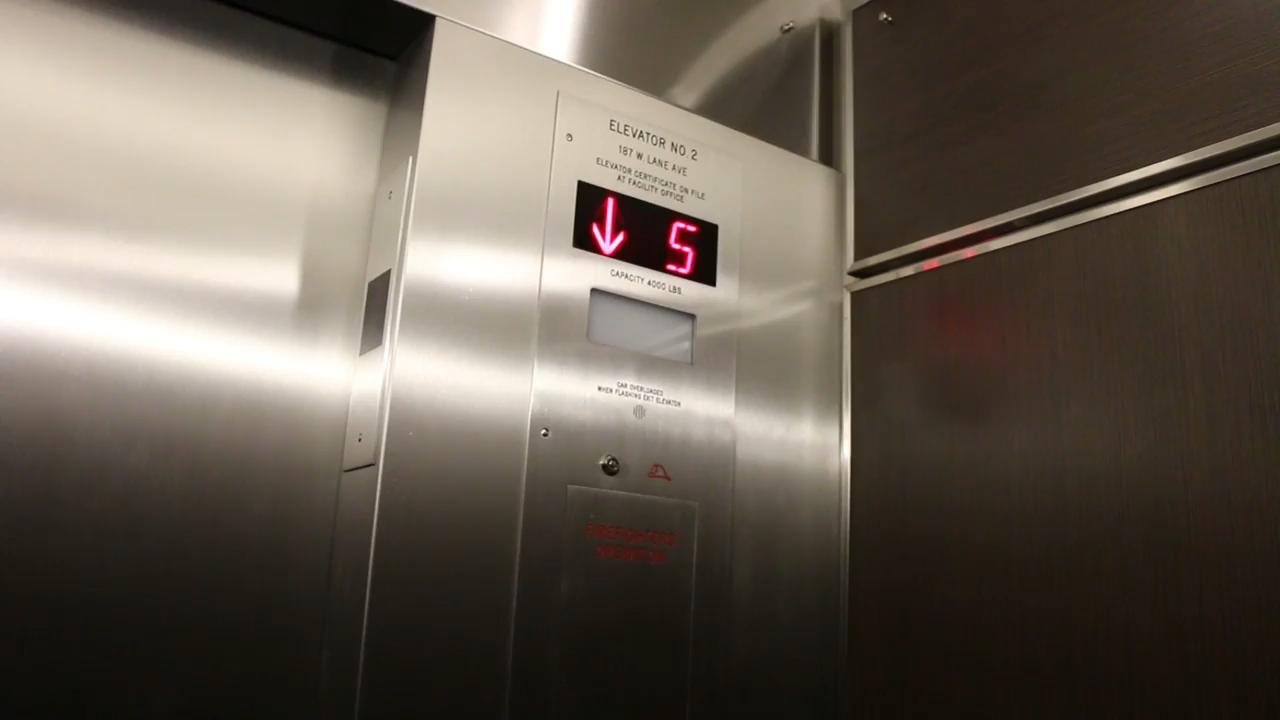 ELEVATOR NO. 2
187 W. LANE AVE
ELEVATOR CERTIFICATE ON FILE
AT FACILITY OFFICE
↓ 5
CAPACITY 4000 LBS.
CAR OVERLOADED
WHEN FLASHING EXIT ELEVATOR
FIREFIGHTERS
OPERATION